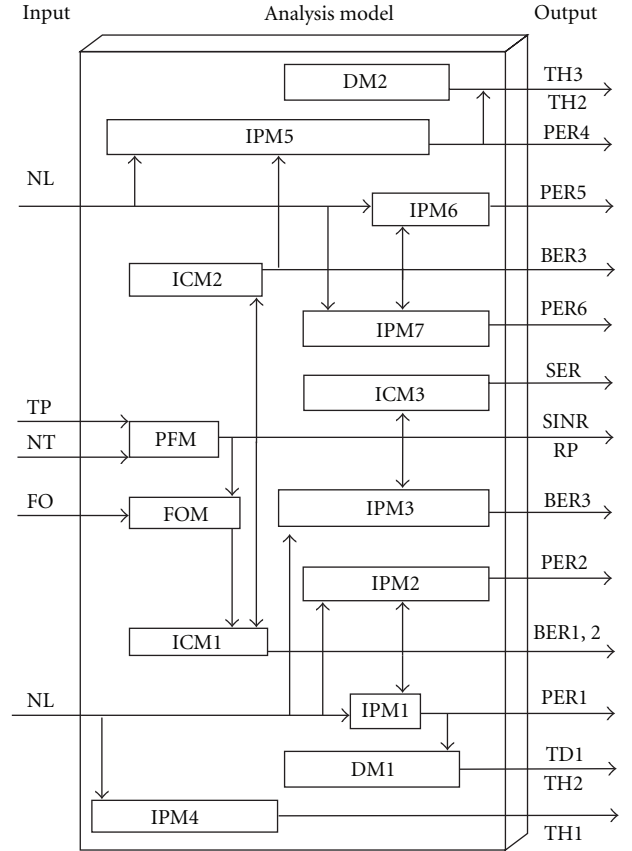 Input Analysis model Output
DM2 TH3
TH2
IPM5 PER4
NL IPM6 PER5
ICM2 BER3
IPM7 PER6
ICM3 SER
TP PFM SINR
NT RP
FO FOM IPM3 BER3
IPM2 PER2
ICM1 BER1, 2
NL IPM1 PER1
DM1 TD1
TH2
IPM4 TH1